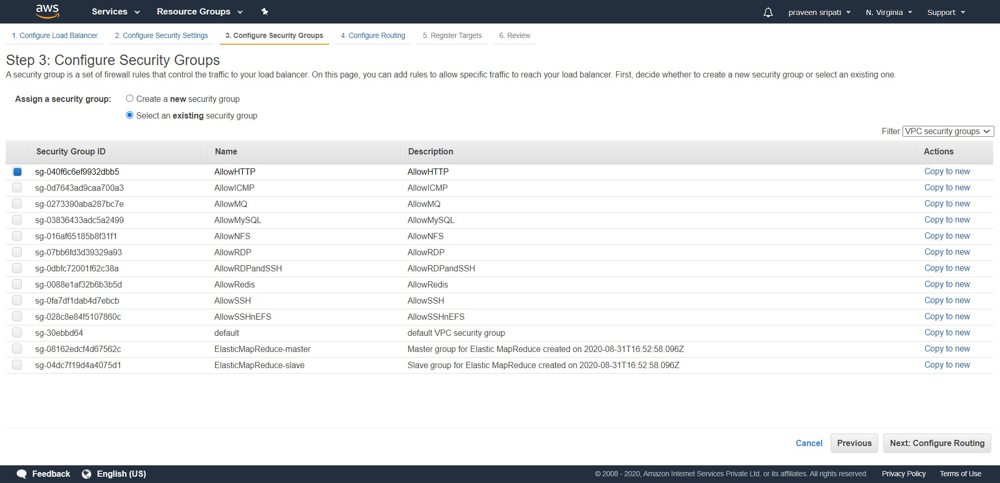 aws Services Resource Groups praveen sripati N. Virginia Support
1. Configure Load Balancer 2. Configure Security Settings 3. Configure Security Groups 4. Configure Routing 5. Register Targets 6. Review
Step 3: Configure Security Groups
A security group is a set of firewall rules that control the traffic to your load balancer. On this page, you can add rules to allow specific traffic to reach your load balancer. First, decide whether to create a new security group or select an existing one.
Assign a security group: Create a new security group
Select an existing security group
Filter VPC security groups
Security Group ID Name Description Actions
sg-040f6c6ef9932dbb5 AllowHTTP AllowHTTP Copy to new
sg-0d7643ad9caa700a3 AllowICMP AllowICMP Copy to new
sg-0273390aba287bc7e AllowMQ AllowMQ Copy to new
sg-03836433adc5a2499 AllowMySQL AllowMySQL Copy to new
sg-016af65185b8f31f1 AllowNFS AllowNFS Copy to new
sg-07bb6fd3d39329a93 AllowRDP AllowRDP Copy to new
sg-0dbfc72001f62c38a AllowRDPandSSH AllowRDPandSSH Copy to new
sg-0088e1af32b6b3b5d AllowRedis AllowRedis Copy to new
sg-0fa7df1dab4d7ebcb AllowSSH AllowSSH Copy to new
sg-028c8e84f5107860c AllowSSHnEFS AllowSSHnEFS Copy to new
sg-30ebbd64 default default VPC security group Copy to new
sg-08162edcf4d67562c ElasticMapReduce-master Master group for Elastic MapReduce created on 2020-08-31T16:52:58.096Z Copy to new
sg-04dc7f19d4a4075d1 ElasticMapReduce-slave Slave group for Elastic MapReduce created on 2020-08-31T16:52:58.096Z Copy to new
Cancel Previous Next: Configure Routing
Feedback English (US) © 2008 - 2020, Amazon Internet Services Private Ltd. or its affiliates. All rights reserved. Privacy Policy Terms of Use